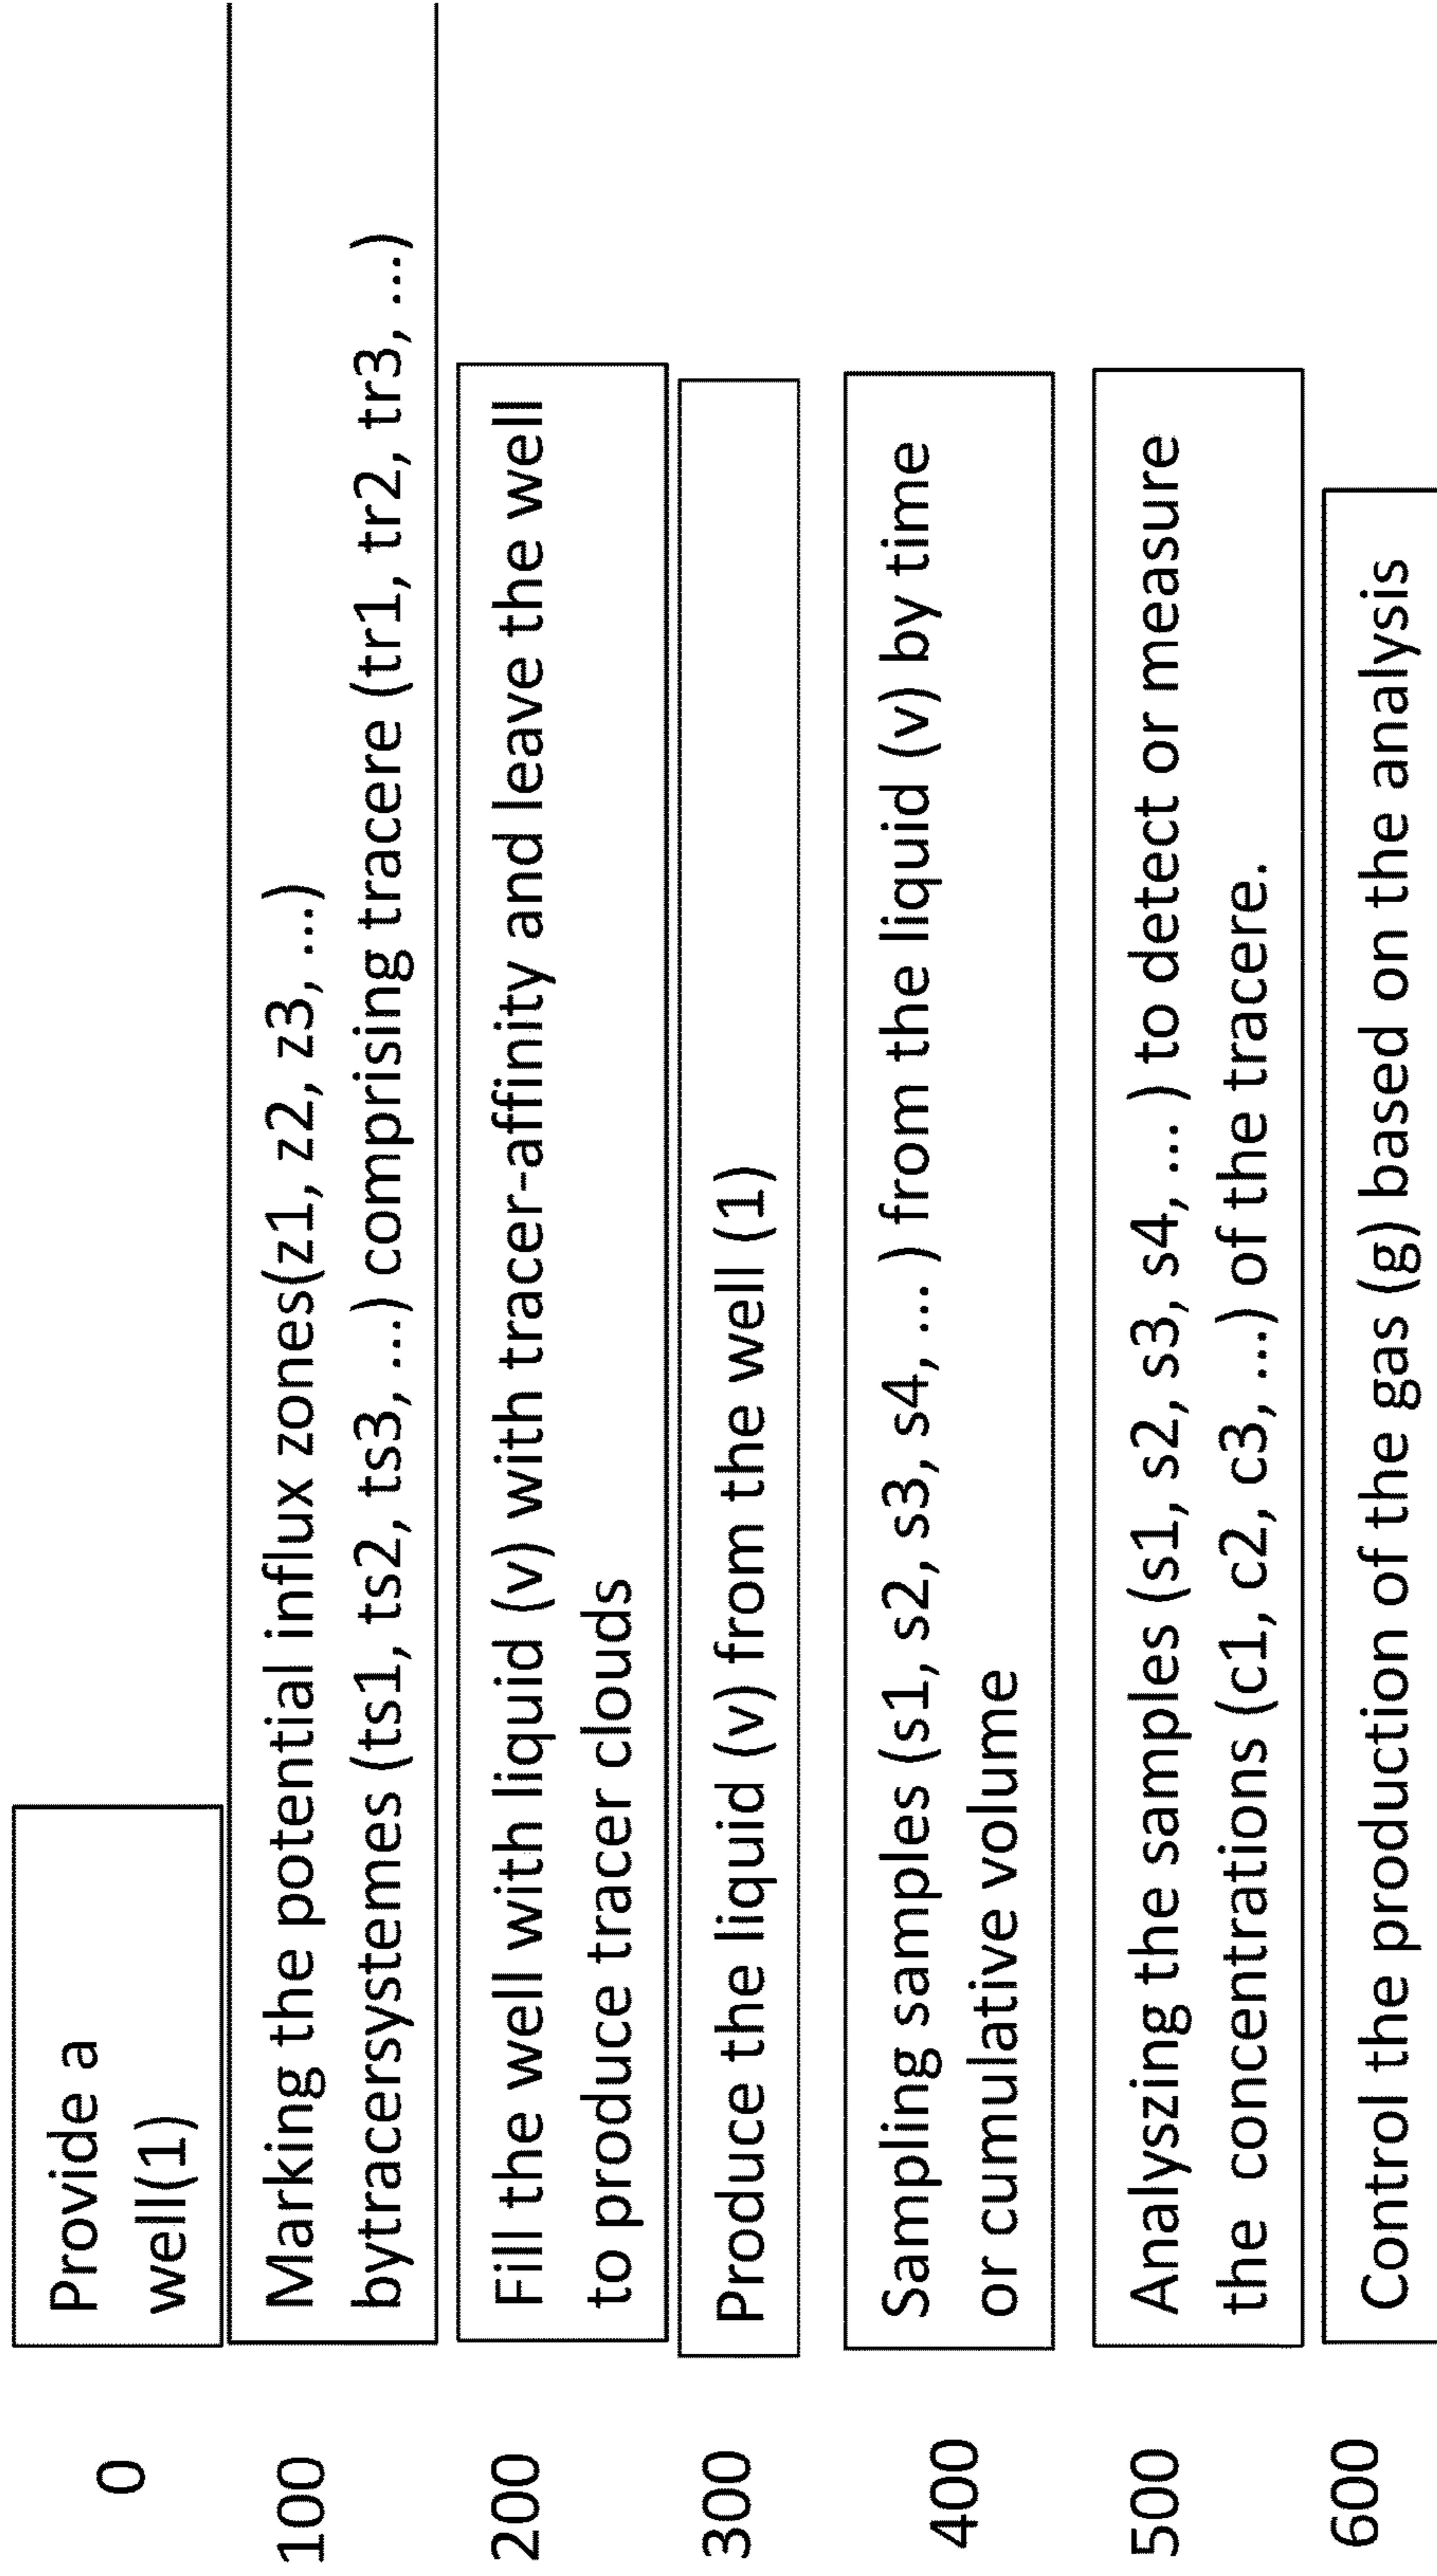 0 Provide a
well(1)
100 Marking the potential influx zones(z1, z2, z3, ...)
bytracersystemes (ts1, ts2, ts3, ...) comprising tracere (tr1, tr2, tr3, ...)
200 Fill the well with liquid (v) with tracer-affinity and leave the well
to produce tracer clouds
300 Produce the liquid (v) from the well (1)
400 Sampling samples (s1, s2, s3, s4, ... ) from the liquid (v) by time
or cumulative volume
500 Analyszing the samples (s1, s2, s3, s4, ... ) to detect or measure
the concentrations (c1, c2, c3, ...) of the tracere.
600 Control the production of the gas (g) based on the analysis